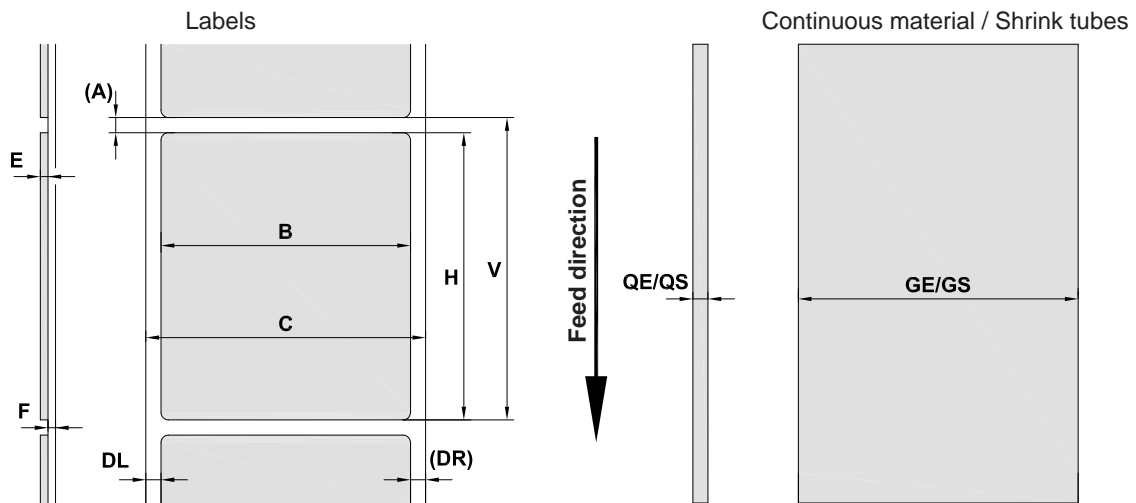 Labels
Continuous material / Shrink tubes
(A)
E
B
H
V
C
F
DL
(DR)
Feed direction
QE/QS
GE/GS